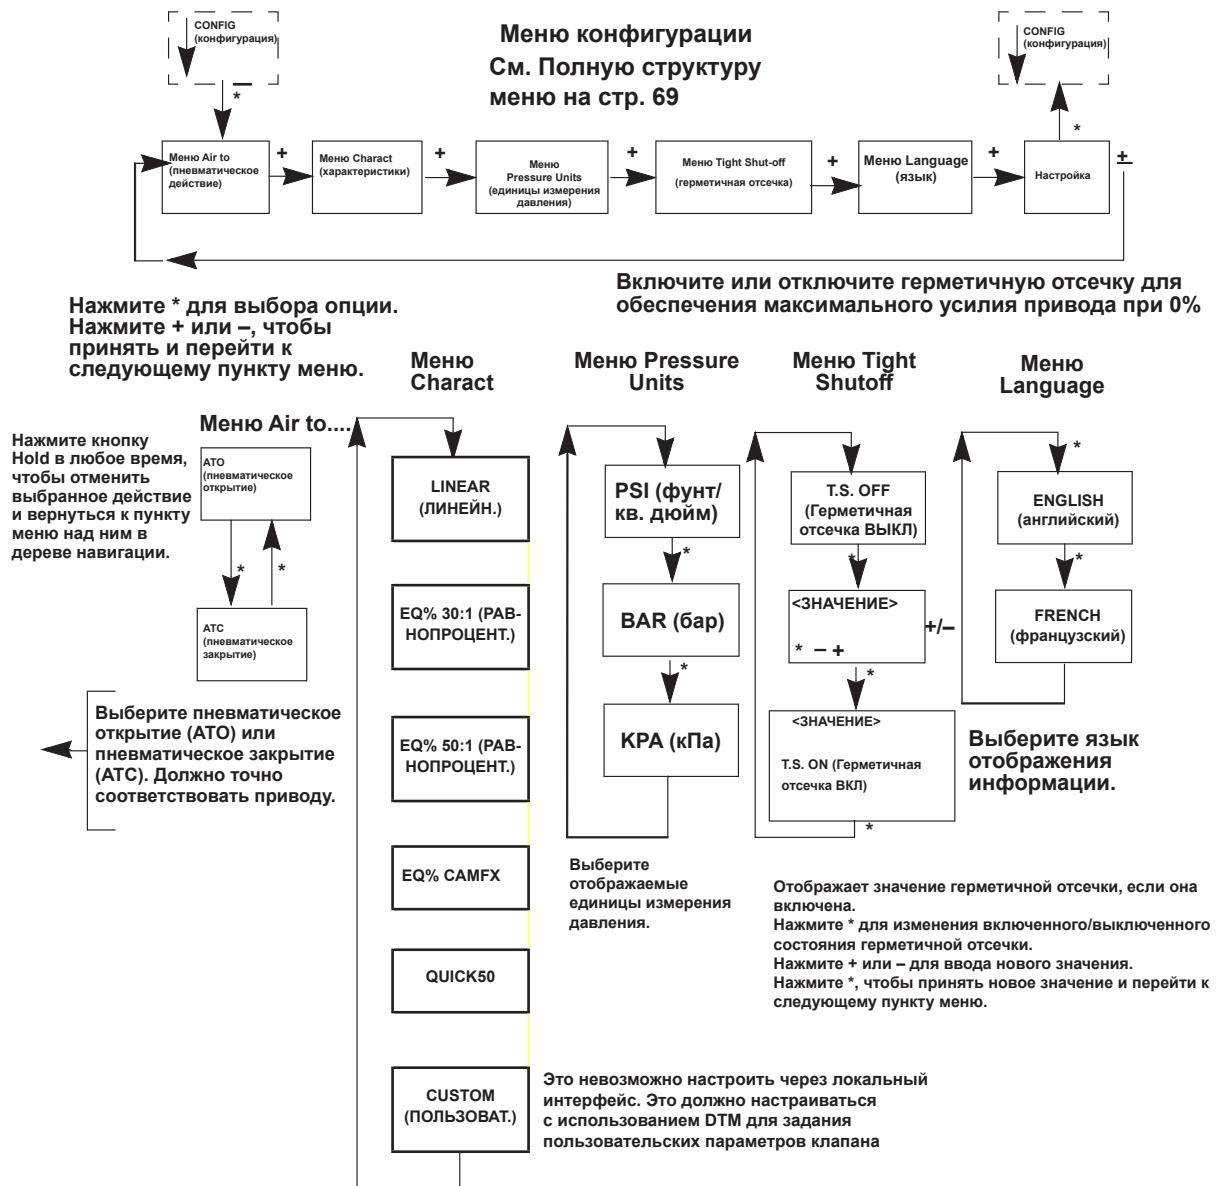 CONFIG
(конфигурация)
Меню конфигурации
См. Полную структуру
меню на стр. 69
CONFIG
(конфигурация)
*
*
Меню Air to
(пневматическое
действие)
+
Меню Charact
(характеристики)
+
Меню
Pressure Units
(единицы измерения
давления)
+
Меню Tight Shut-off
(герметичная отсечка)
+
Меню Language
(язык)
+
Настройка
+
Включите или отключите герметичную отсечку для
обеспечения максимального усилия привода при 0%
Нажмите * для выбора опции.
Нажмите + или –, чтобы
принять и перейти к
следующему пункту меню.
Нажмите кнопку
Hold в любое время,
чтобы отменить
выбранное действие
и вернуться к пункту
меню над ним в
дереве навигации.
Меню Air to....
ATO
(пневматическое
открытие)
*
*
ATC
(пневматическое
закрытие)
Выберите пневматическое
открытие (ATO) или
пневматическое закрытие
(ATC). Должно точно
соответствовать приводу.
Меню
Charact
LINEAR
(ЛИНЕЙН.)
EQ% 30:1 (РАВ-
НОПРОЦЕНТ.)
EQ% 50:1 (РАВ-
НОПРОЦЕНТ.)
EQ% CAMFX
QUICK50
CUSTOM
(ПОЛЬЗОВАТ.)
Это невозможно настроить через локальный
интерфейс. Это должно настраиваться
с использованием DTM для задания
пользовательских параметров клапана
Меню Pressure
Units
*
PSI (фунт/
кв. дюйм)
*
BAR (бар)
*
KPA (кПа)
Выберите
отображаемые
единицы измерения
давления.
Меню Tight
Shutoff
T.S. OFF
(Герметичная
отсечка ВЫКЛ)
*
<ЗНАЧЕНИЕ>
* – +
+/–
*
<ЗНАЧЕНИЕ>
T.S. ON (Герметичная
отсечка ВКЛ)
*
Отображает значение герметичной отсечки, если она
включена.
Нажмите * для изменения включенного/выключенного
состояния герметичной отсечки.
Нажмите + или – для ввода нового значения.
Нажмите *, чтобы принять новое значение и перейти к
следующему пункту меню.
Меню
Language
*
ENGLISH
(английский)
*
FRENCH
(французский)
Выберите язык
отображения
информации.